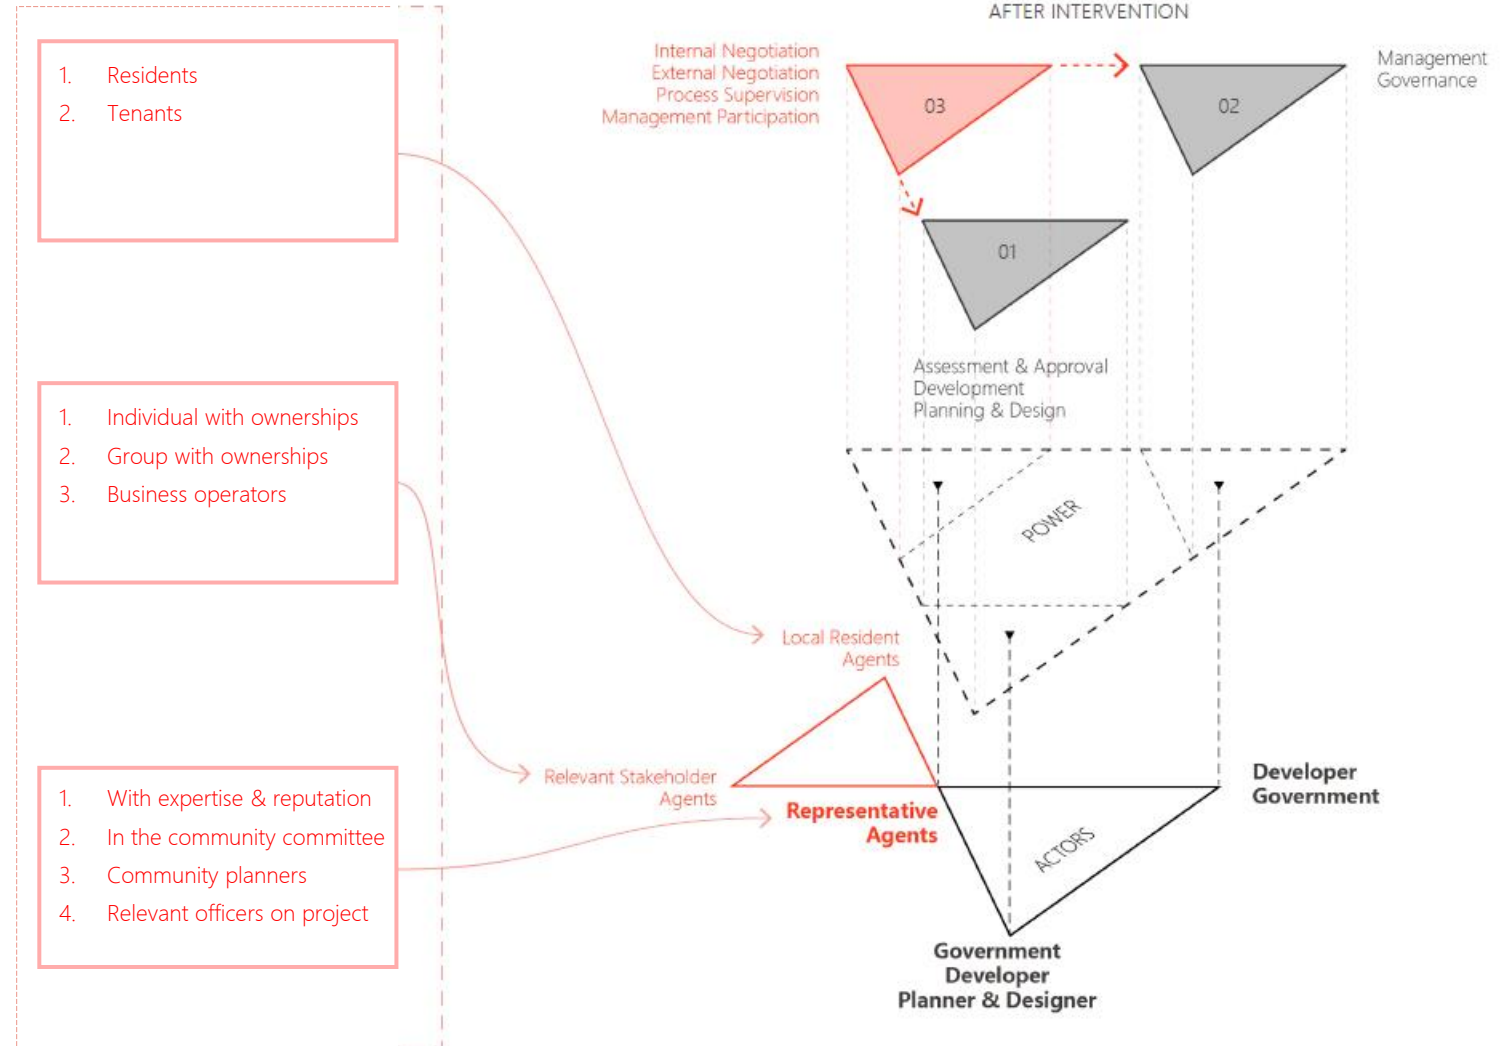 AFTER INTERVENTION
1. Residents
2. Tenants
Internal Negotiation
External Negotiation
Process Supervision
Management Participation
03
02
Management
Governance
01
Assessment & Approval
Development
Planning & Design
1. Individual with ownerships
2. Group with ownerships
3. Business operators
POWER
Local Resident
Agents
Relevant Stakeholder
Agents
Representative
Agents
Developer
Government
ACTORS
1. With expertise & reputation
2. In the community committee
3. Community planners
4. Relevant officers on project
Government
Developer
Planner & Designer